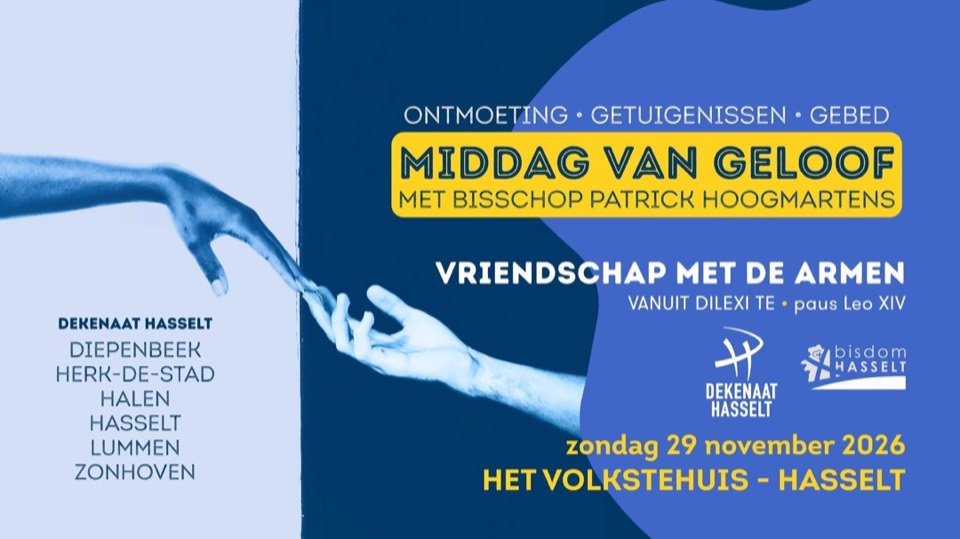 ONTMOETING • GETUIGENISSEN • GEBED
MIDDAG VAN GELOOF
MET BISSCHOP PATRICK HOOGMARTENS
VRIENDSCHAP MET DE ARMEN
VANUIT DILEXI TE • paus Leo XIV
DEKENAAT HASSELT
DIEPENBEEK
HERK-DE-STAD
HALEN
HASSELT
LUMMEN
ZONHOVEN
DEKENAAT
HASSELT
bisdom
HASSELT
zondag 29 november 2026
HET VOLKSTEHUIS - HASSELT